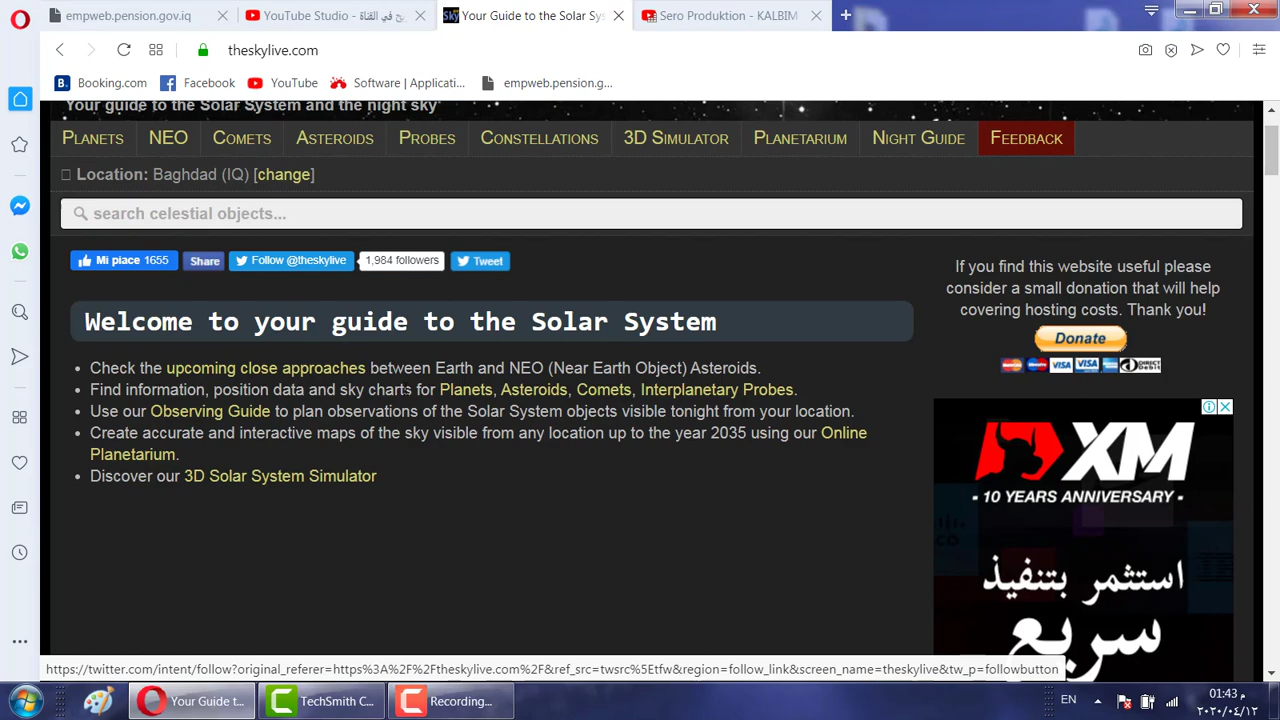 empweb.pension.gov.iq
YouTube Studio - ﺢ ﻓﻲ اﻟﻘﻨﺎة
Your Guide to the Solar Sys
Sero Produktion - KALBIM
theskylive.com
Booking.com
Facebook
YouTube
Software | Applicati...
empweb.pension.g...
Your guide to the Solar System and the night sky
PLANETS
NEO
COMETS
ASTEROIDS
PROBES
CONSTELLATIONS
3D SIMULATOR
PLANETARIUM
NIGHT GUIDE
FEEDBACK
Location: Baghdad (IQ) [change]
search celestial objects...
Mi piace 1655
Share
Follow @theskylive
1,984 followers
Tweet
Welcome to your guide to the Solar System
• Check the upcoming close approaches between Earth and NEO (Near Earth Object) Asteroids.
• Find information, position data and sky charts for Planets, Asteroids, Comets, Interplanetary Probes.
• Use our Observing Guide to plan observations of the Solar System objects visible tonight from your location.
• Create accurate and interactive maps of the sky visible from any location up to the year 2035 using our Online
Planetarium.
• Discover our 3D Solar System Simulator
If you find this website useful please
consider a small donation that will help
covering hosting costs. Thank you!
Donate
VISA
VISA
DIRECT
XM
- 10 YEARS ANNIVERSARY -
استثمر بتنفيذ
سريع
https://twitter.com/intent/follow?original_referer=https%3A%2F%2Ftheskylive.com%2F&ref_src=twsrc%5Etfw&region=follow_link&screen_name=theskylive&tw_p=followbutton
Your Guide t...
TechSmith C...
Recording...
EN
01:43 م
٢٠٢٠/٠٤/١٢